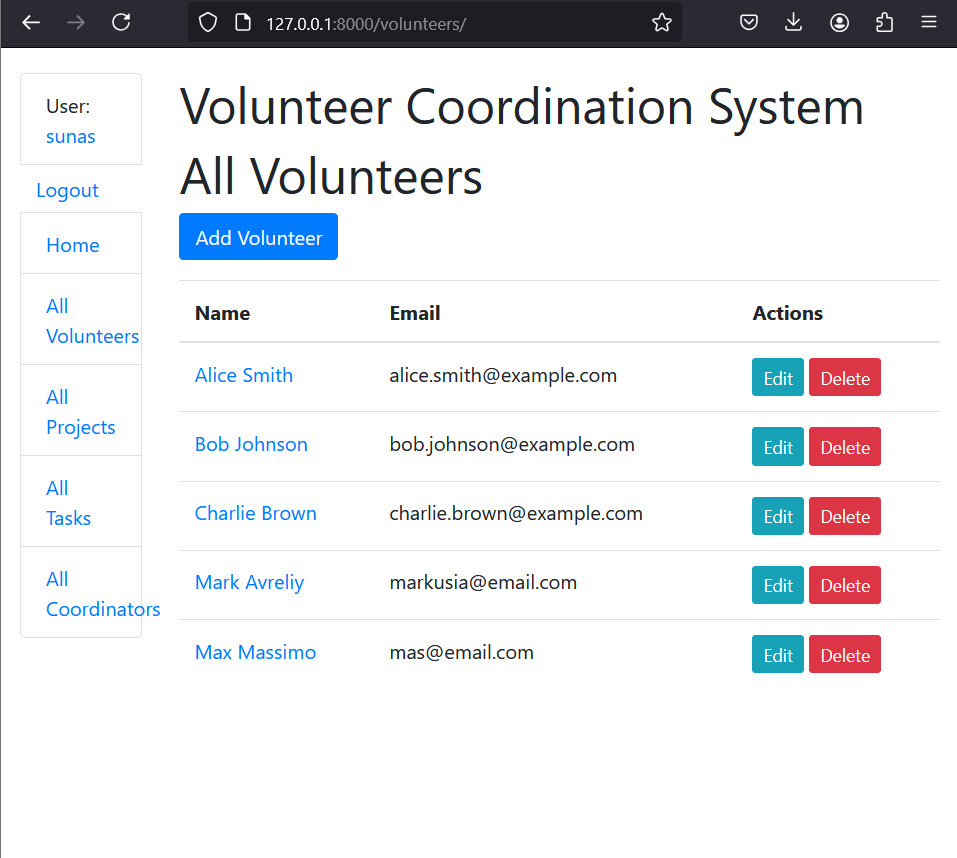 127.0.0.1:8000/volunteers/
User:
sunas
Logout
Home
All
Volunteers
All
Projects
All
Tasks
All
Coordinators
Volunteer Coordination System
All Volunteers
Add Volunteer
Name Email Actions
Alice Smith alice.smith@example.com Edit Delete
Bob Johnson bob.johnson@example.com Edit Delete
Charlie Brown charlie.brown@example.com Edit Delete
Mark Avreliy markusia@email.com Edit Delete
Max Massimo mas@email.com Edit Delete